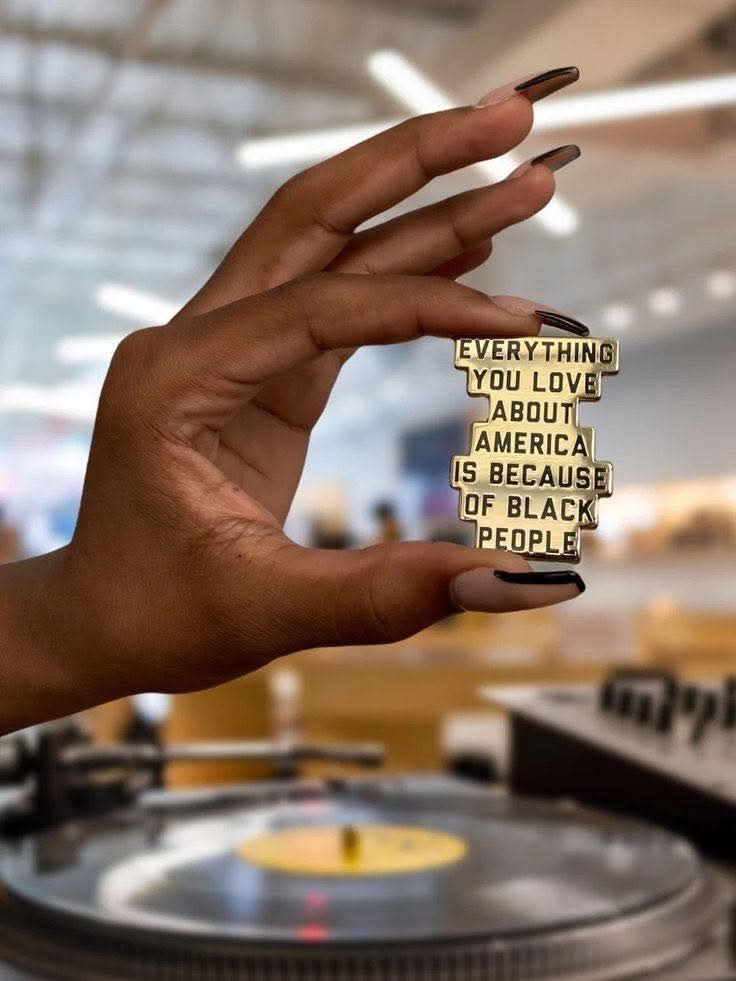 EVERYTHING
YOU LOVE
ABOUT
AMERICA
IS BECAUSE
OF BLACK
PEOPLE